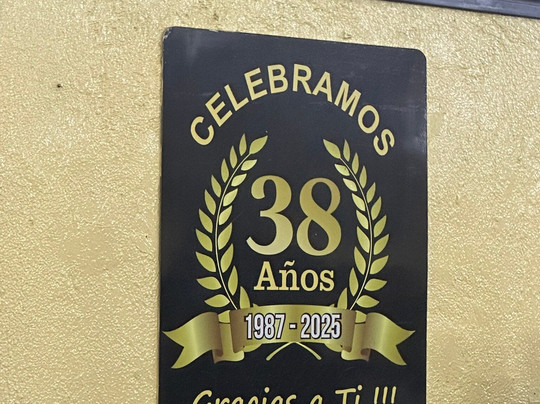 CELEBRAMOS
38
Años
1987 - 2025
Gracias a Ti !!!